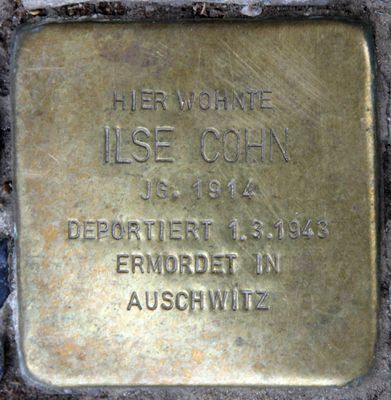 HIER WOHNTE
ILSE COHN
JG. 1914
DEPORTIERT 1.3.1943
ERMORDET IN
AUSCHWITZ